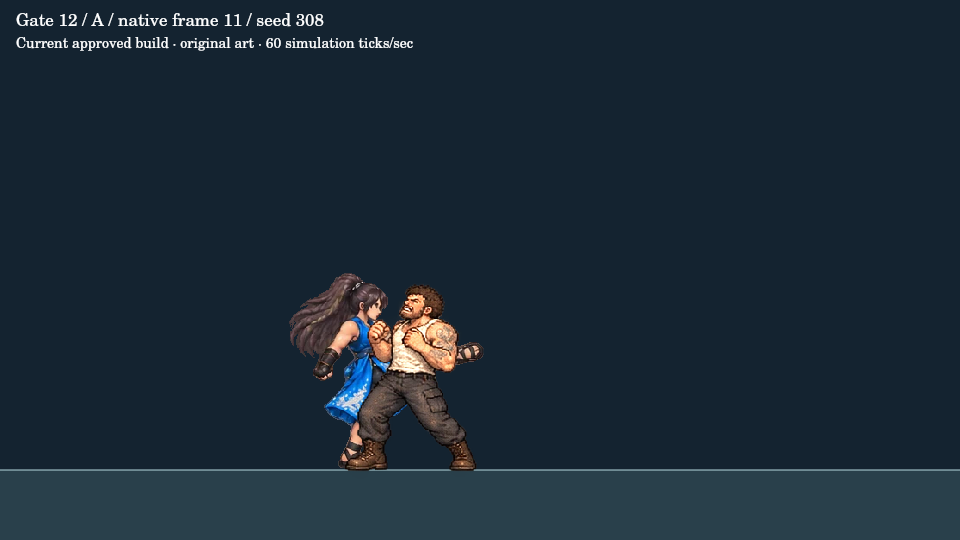 Gate 12 / A / native frame 11 / seed 308
Current approved build · original art · 60 simulation ticks/sec